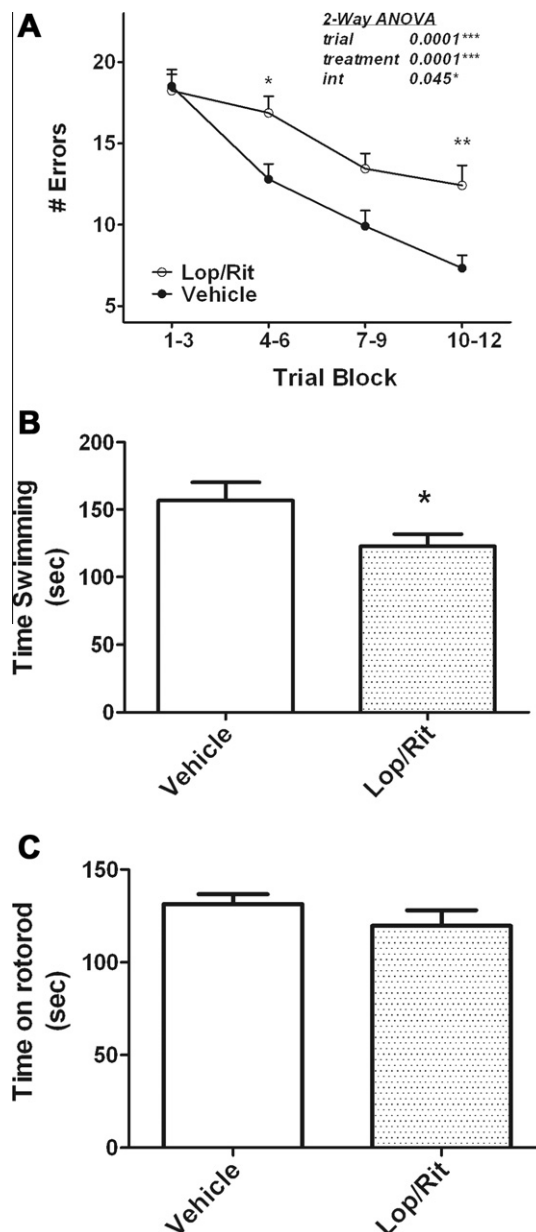 A
2-Way ANOVA
trial 0.0001***
treatment 0.0001***
int 0.045*
20
15
10
5
# Errors
*
**
Lop/Rit
Vehicle
1-3 4-6 7-9 10-12
Trial Block
B
200
150
100
50
0
Time Swimming
(sec)
*
Vehicle Lop/Rit
C
150
100
50
0
Time on rotorod
(sec)
Vehicle Lop/Rit